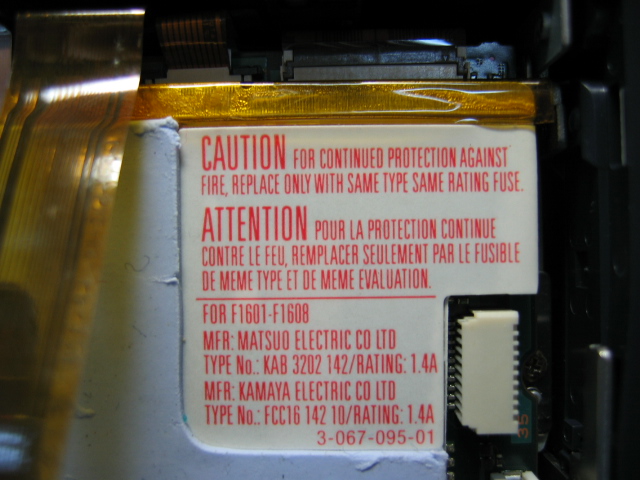 CAUTION FOR CONTINUED PROTECTION AGAINST
FIRE, REPLACE ONLY WITH SAME TYPE SAME RATING FUSE.
ATTENTION POUR LA PROTECTION CONTINUE
CONTRE LE FEU, REMPLACER SEULEMENT PAR LE FUSIBLE
DE MEME TYPE ET DE MEME EVALUATION.
FOR F1601-F1608
MFR: MATSUO ELECTRIC CO LTD
TYPE No.: KAB 3202 142/RATING: 1.4A
MFR: KAMAYA ELECTRIC CO LTD
TYPE No.: FCC16 142 10/RATING: 1.4A
3-067-095-01
35